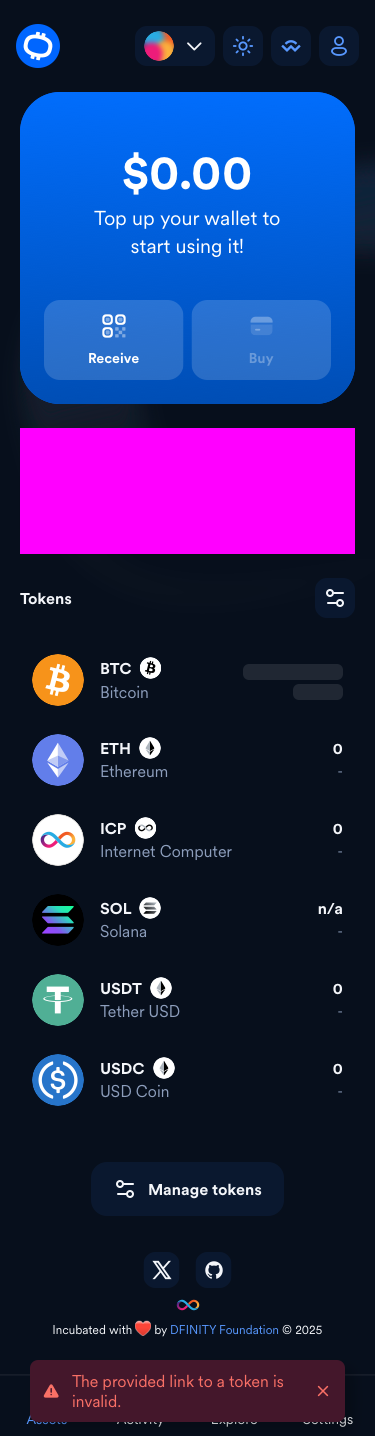 $0.00
Top up your wallet to
start using it!
Receive
Buy
Tokens
BTC
Bitcoin
ETH
0
Ethereum
-
ICP
0
Internet Computer
-
SOL
n/a
Solana
-
USDT
0
Tether USD
-
USDC
0
USD Coin
-
Manage tokens
Incubated with ❤️ by DFINITY Foundation © 2025
The provided link to a token is
invalid.
Assets
Activity
Explore
Settings